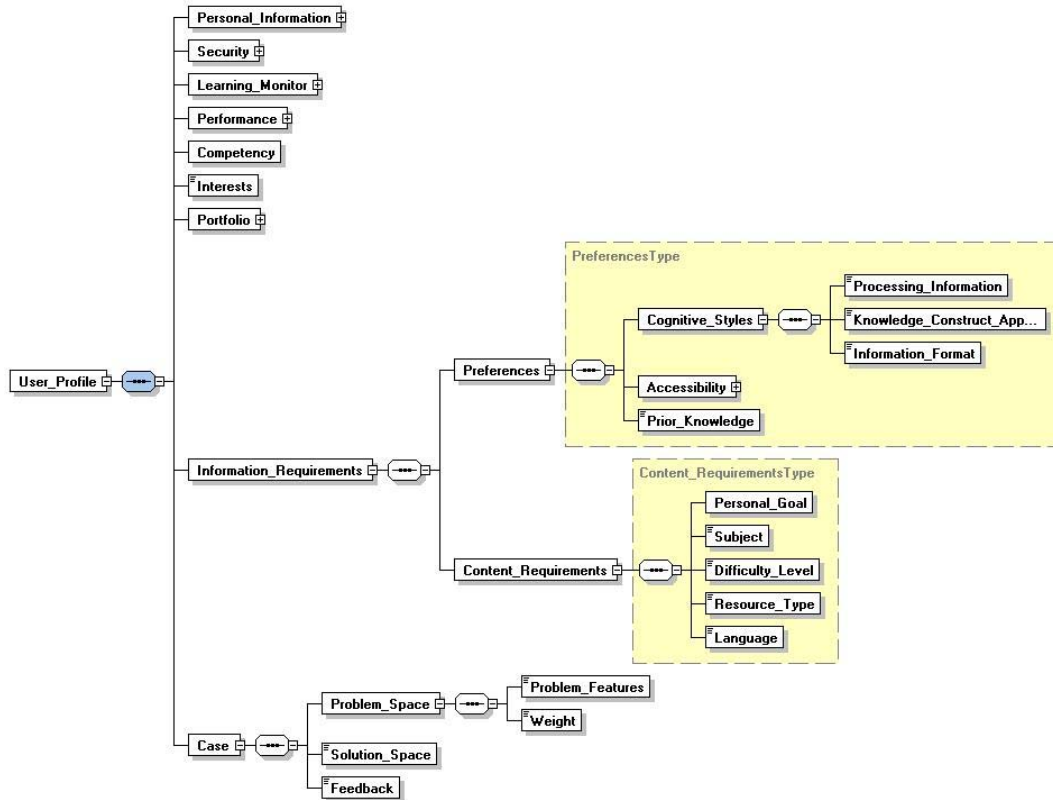 Personal_Information
Security
Learning_Monitor
Performance
Competency
Interests
Portfolio
PreferencesType
Processing_Information
Cognitive_Styles
Knowledge_Construct_App...
Information_Format
User_Profile
Preferences
Accessibility
Prior_Knowledge
Information_Requirements
Content_RequirementsType
Personal_Goal
Subject
Content_Requirements
Difficulty_Level
Resource_Type
Language
Problem_Space
Problem_Features
Weight
Case
Solution_Space
Feedback